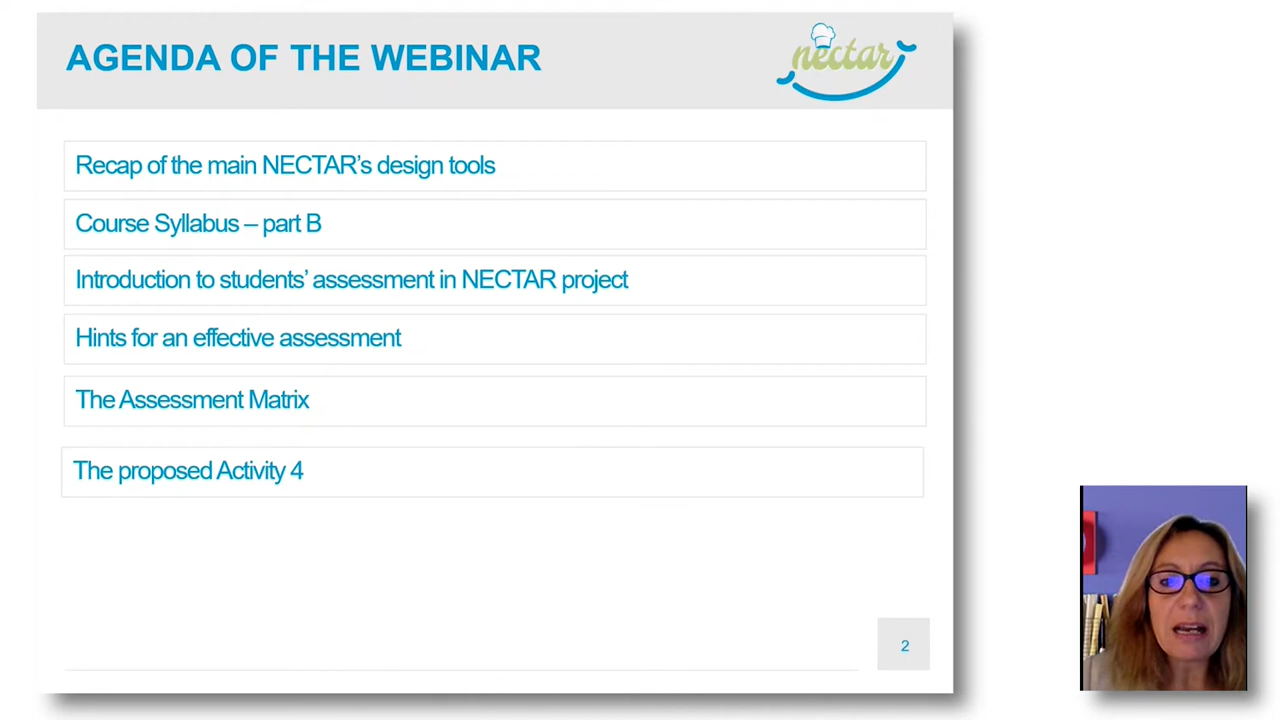 AGENDA OF THE WEBINAR
nectar
Recap of the main NECTAR's design tools
Course Syllabus – part B
Introduction to students' assessment in NECTAR project
Hints for an effective assessment
The Assessment Matrix
The proposed Activity 4
2